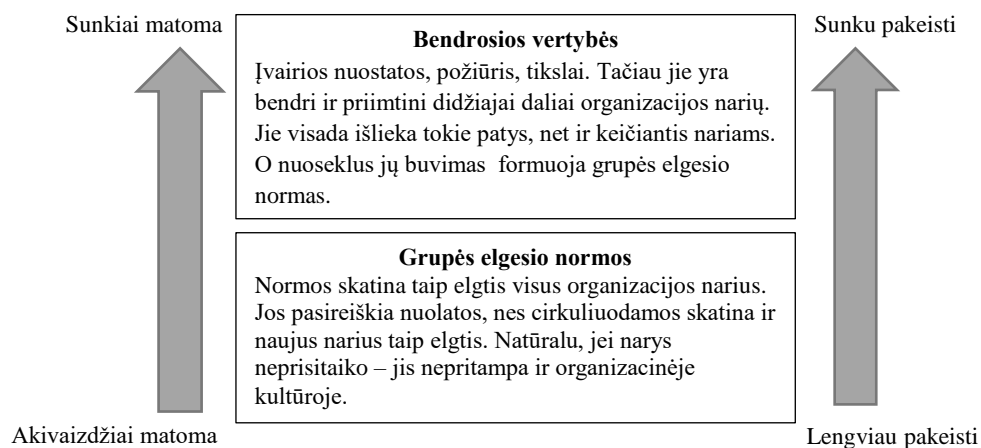 Sunkiai matoma
Sunku pakeisti
Bendrosios vertybės
Įvairios nuostatos, požiūris, tikslai. Tačiau jie yra
bendri ir priimtini didžiajai daliai organizacijos narių.
Jie visada išlieka tokie patys, net ir keičiantis nariams.
O nuoseklus jų buvimas  formuoja grupės elgesio
normas.
Grupės elgesio normos
Normos skatina taip elgtis visus organizacijos narius.
Jos pasireiškia nuolatos, nes cirkuliuodamos skatina ir
naujus narius taip elgtis. Natūralu, jei narys
neprisitaiko – jis nepritampa ir organizacinėje
kultūroje.
Akivaizdžiai matoma
Lengviau pakeisti